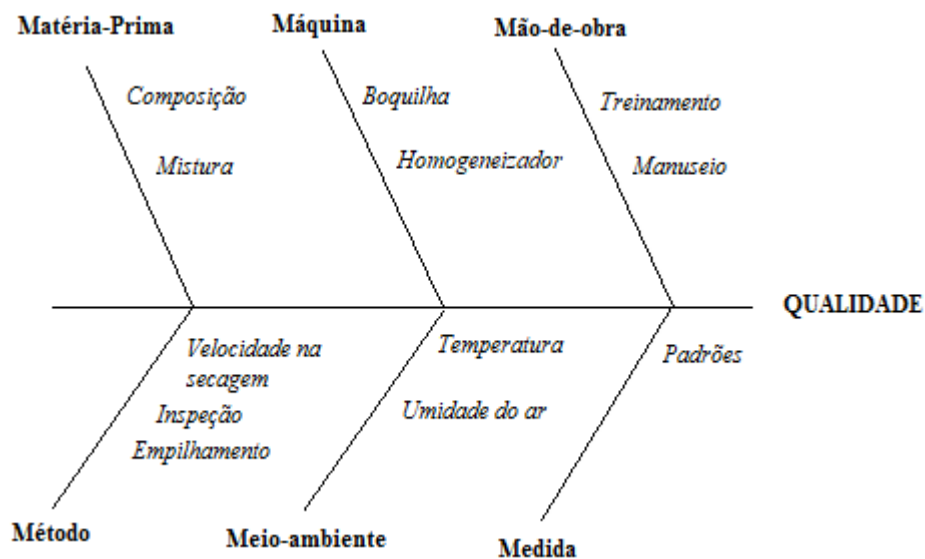 Matéria-Prima
Máquina
Mão-de-obra
Composição
Boquilha
Treinamento
Mistura
Homogeneizador
Manuseio
QUALIDADE
Velocidade na
secagem
Temperatura
Padrões
Inspeção
Umidade do ar
Empilhamento
Método
Meio-ambiente
Medida